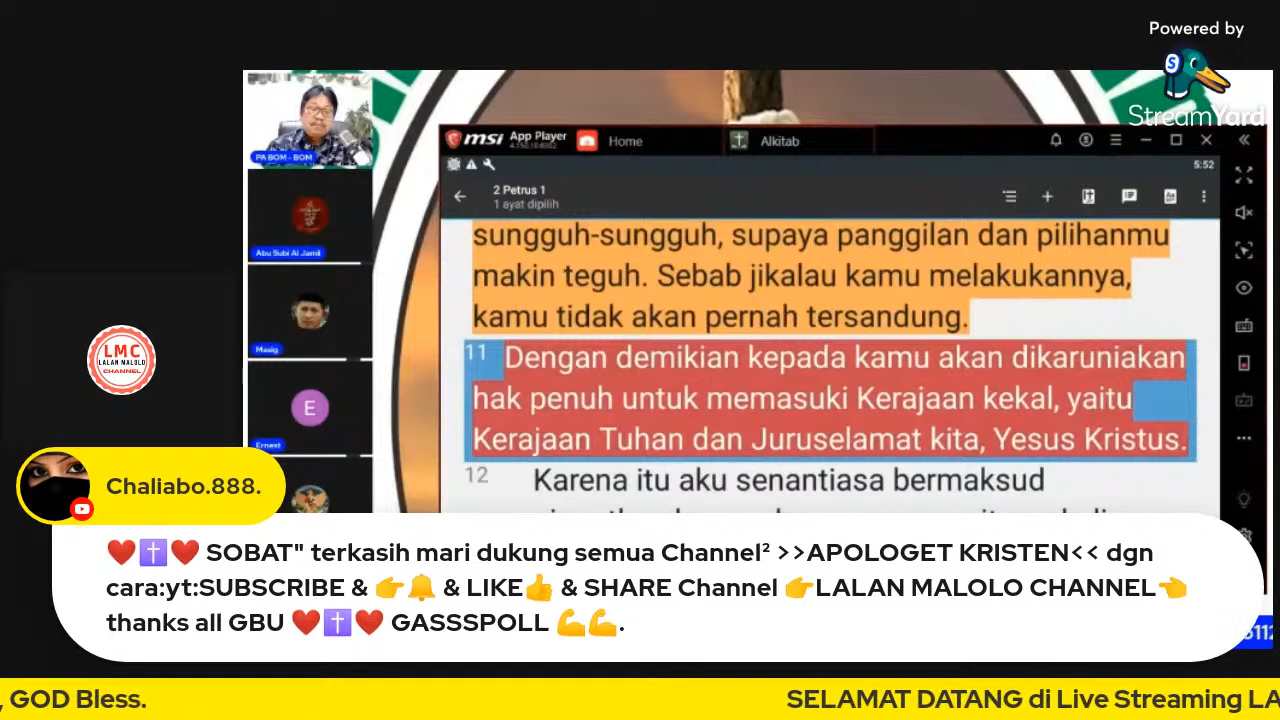 Powered by
StreamYard
msi App Player
4.150.10.6302
Home
Alkitab
5:52
2 Petrus 1
1 ayat dipilih
PA BOM - BOM
Abu Subi Al Jamil
Masig
Ernest
sungguh-sungguh, supaya panggilan dan pilihanmu
makin teguh. Sebab jikalau kamu melakukannya,
kamu tidak akan pernah tersandung.
11 Dengan demikian kepada kamu akan dikaruniakan
hak penuh untuk memasuki Kerajaan kekal, yaitu
Kerajaan Tuhan dan Juruselamat kita, Yesus Kristus.
12 Karena itu aku senantiasa bermaksud
LMC
LALAN MALOLO
CHANNEL
E
Chaliabo.888.
❤️✝️❤️ SOBAT" terkasih mari dukung semua Channel² >>APOLOGET KRISTEN<< dgn
cara:yt:SUBSCRIBE & 👉🔔 & LIKE👍 & SHARE Channel 👉LALAN MALOLO CHANNEL👈
thanks all GBU ❤️✝️❤️ GASSSPOLL 💪💪.
, GOD Bless.
SELAMAT DATANG di Live Streaming LA